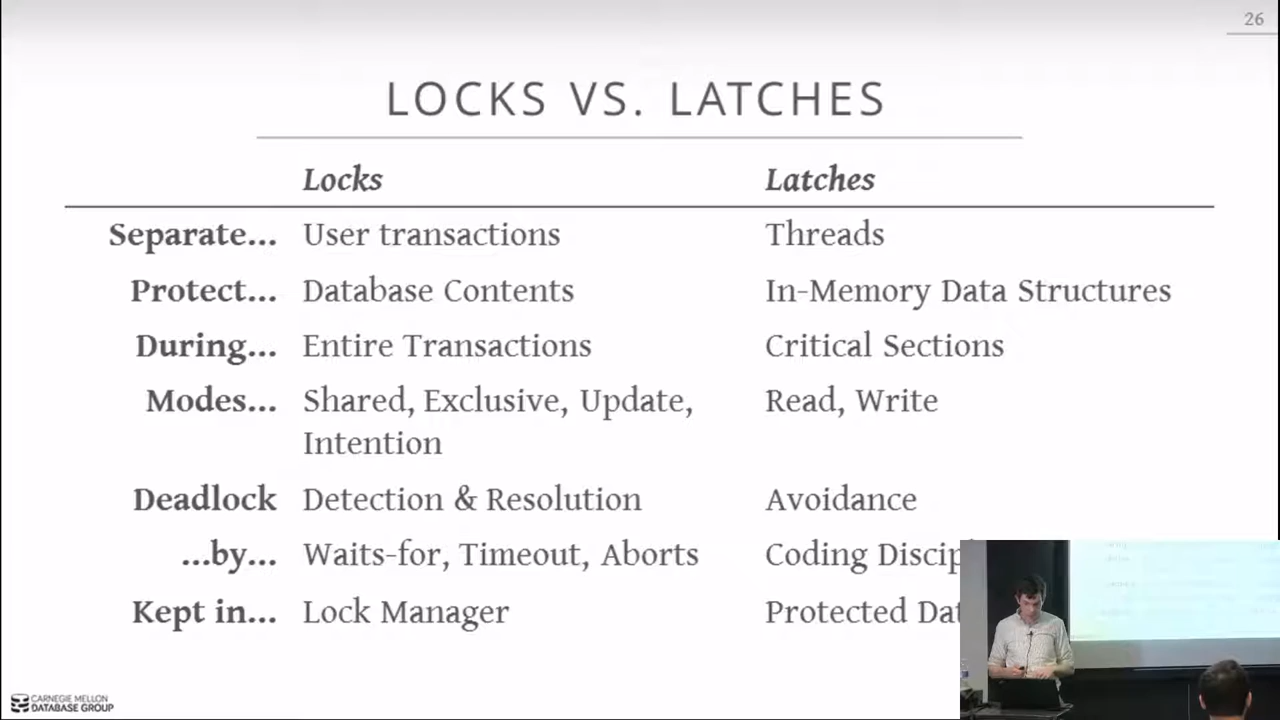 26
LOCKS VS. LATCHES
Locks Latches
Separate... User transactions Threads
Protect... Database Contents In-Memory Data Structures
During... Entire Transactions Critical Sections
Modes... Shared, Exclusive, Update, Read, Write
Intention
Deadlock Detection & Resolution Avoidance
...by... Waits-for, Timeout, Aborts Coding
Kept in... Lock Manager Protected
CARNEGIE MELLON
DATABASE GROUP